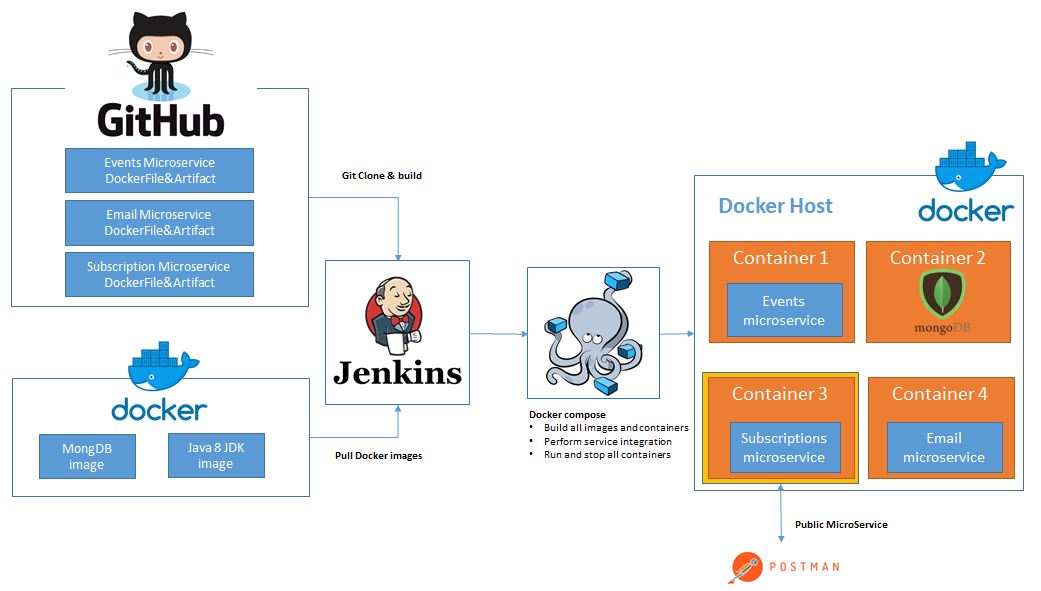 GitHub
Events Microservice
DockerFile&Artifact
Email Microservice
DockerFile&Artifact
Subscription Microservice
DockerFile&Artifact
Git Clone & build
docker
MongDB
image
Java 8 JDK
image
Pull Docker images
Jenkins
Docker compose
• Build all images and containers
• Perform service integration
• Run and stop all containers
Docker Host
docker
Container 1
Events
microservice
Container 2
mongoDB
Container 3
Subscriptions
microservice
Container 4
Email
microservice
Public MicroService
POSTMAN